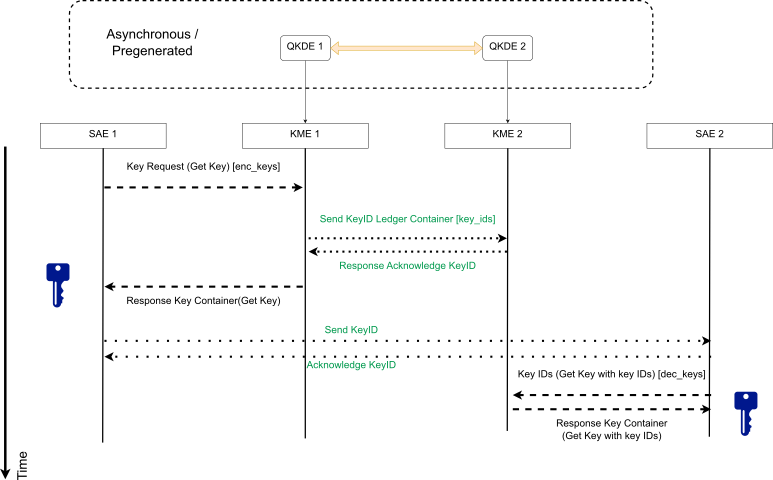 Asynchronous /
Pregenerated
QKDE 1
QKDE 2
SAE 1
KME 1
KME 2
SAE 2
Key Request (Get Key) [enc_keys]
Send KeyID Ledger Container [key_ids]
Response Acknowledge KeyID
Response Key Container(Get Key)
Send KeyID
Acknowledge KeyID
Key IDs (Get Key with key IDs) [dec_keys]
Response Key Container
(Get Key with key IDs)
Time